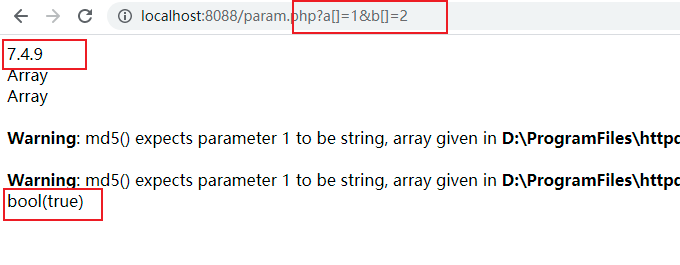 localhost:8088/param.php?a[]=1&b[]=2
7.4.9
Array
Array
Warning: md5() expects parameter 1 to be string, array given in D:\ProgramFiles\httpc
Warning: md5() expects parameter 1 to be string, array given in D:\ProgramFiles\httpc
bool(true)